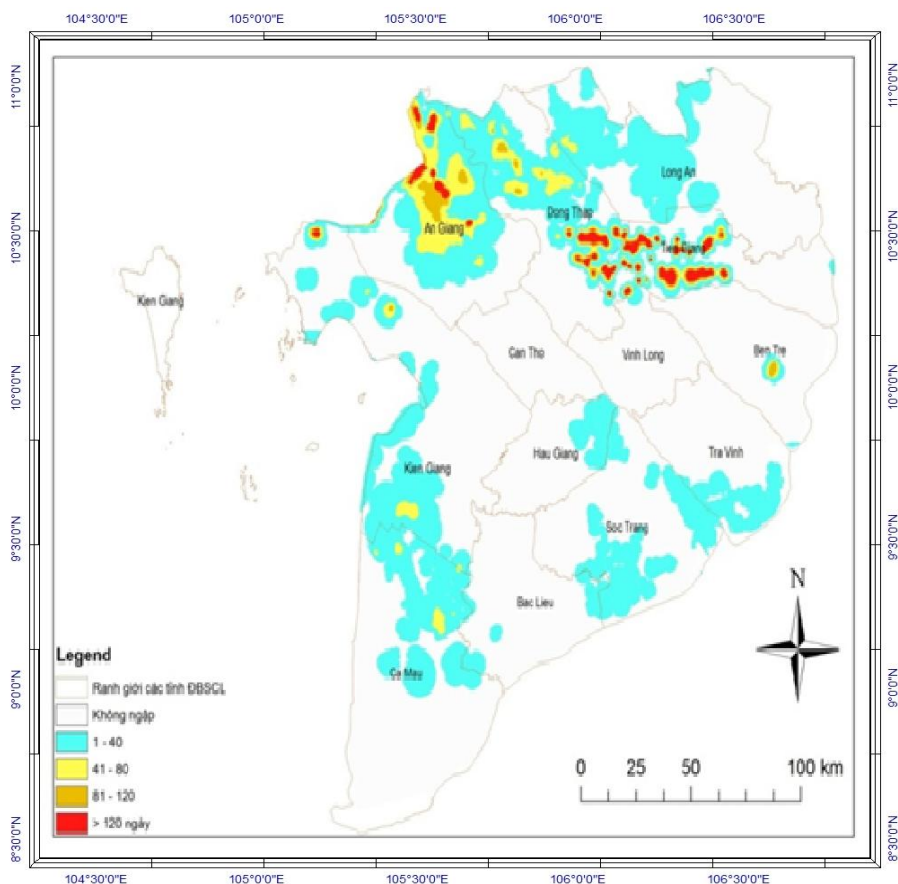 104°30'0"E 105°0'0"E 105°30'0"E 106°0'0"E 106°30'0"E
11°0'0"N 11°0'0"N
Long An
Dong Thap
An Giang
10°30'0"N 10°30'0"N
Tien Giang
Kien Giang
Can Tho
Vinh Long
Ben Tre
10°0'0"N 10°0'0"N
Hau Giang
Tra Vinh
Kien Giang
Soc Trang
9°30'0"N 9°30'0"N
Bac Lieu
N
Ca Mau
9°0'0"N 9°0'0"N
Legend
Ranh giới các tỉnh ĐBSCL
Không ngập
1 - 40
41 - 80
81 - 120
> 120 ngày
0 25 50 100 km
8°30'0"N 8°30'0"N
104°30'0"E 105°0'0"E 105°30'0"E 106°0'0"E 106°30'0"E